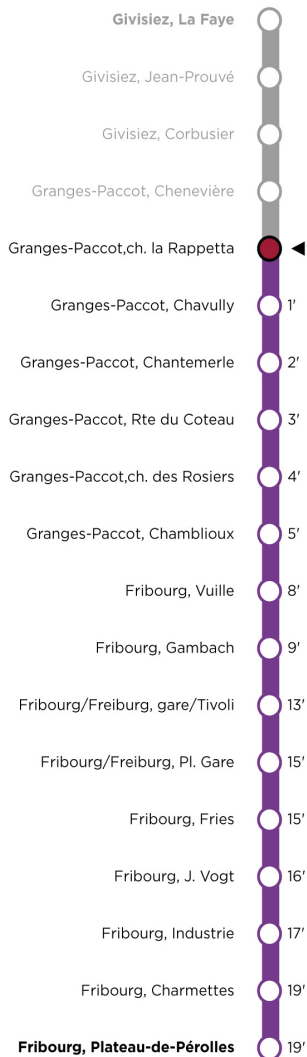 Givisiez, La Faye
Givisiez, Jean-Prouvé
Givisiez, Corbusier
Granges-Paccot, Chenevière
Granges-Paccot,ch. la Rappetta
Granges-Paccot, Chavully 1'
Granges-Paccot, Chantemerle 2'
Granges-Paccot, Rte du Coteau 3'
Granges-Paccot,ch. des Rosiers 4'
Granges-Paccot, Chamblioux 5'
Fribourg, Vuille 8'
Fribourg, Gambach 9'
Fribourg/Freiburg, gare/Tivoli 13'
Fribourg/Freiburg, Pl. Gare 15'
Fribourg, Fries 15'
Fribourg, J. Vogt 16'
Fribourg, Industrie 17'
Fribourg, Charmettes 19'
Fribourg, Plateau-de-Pérolles 19'